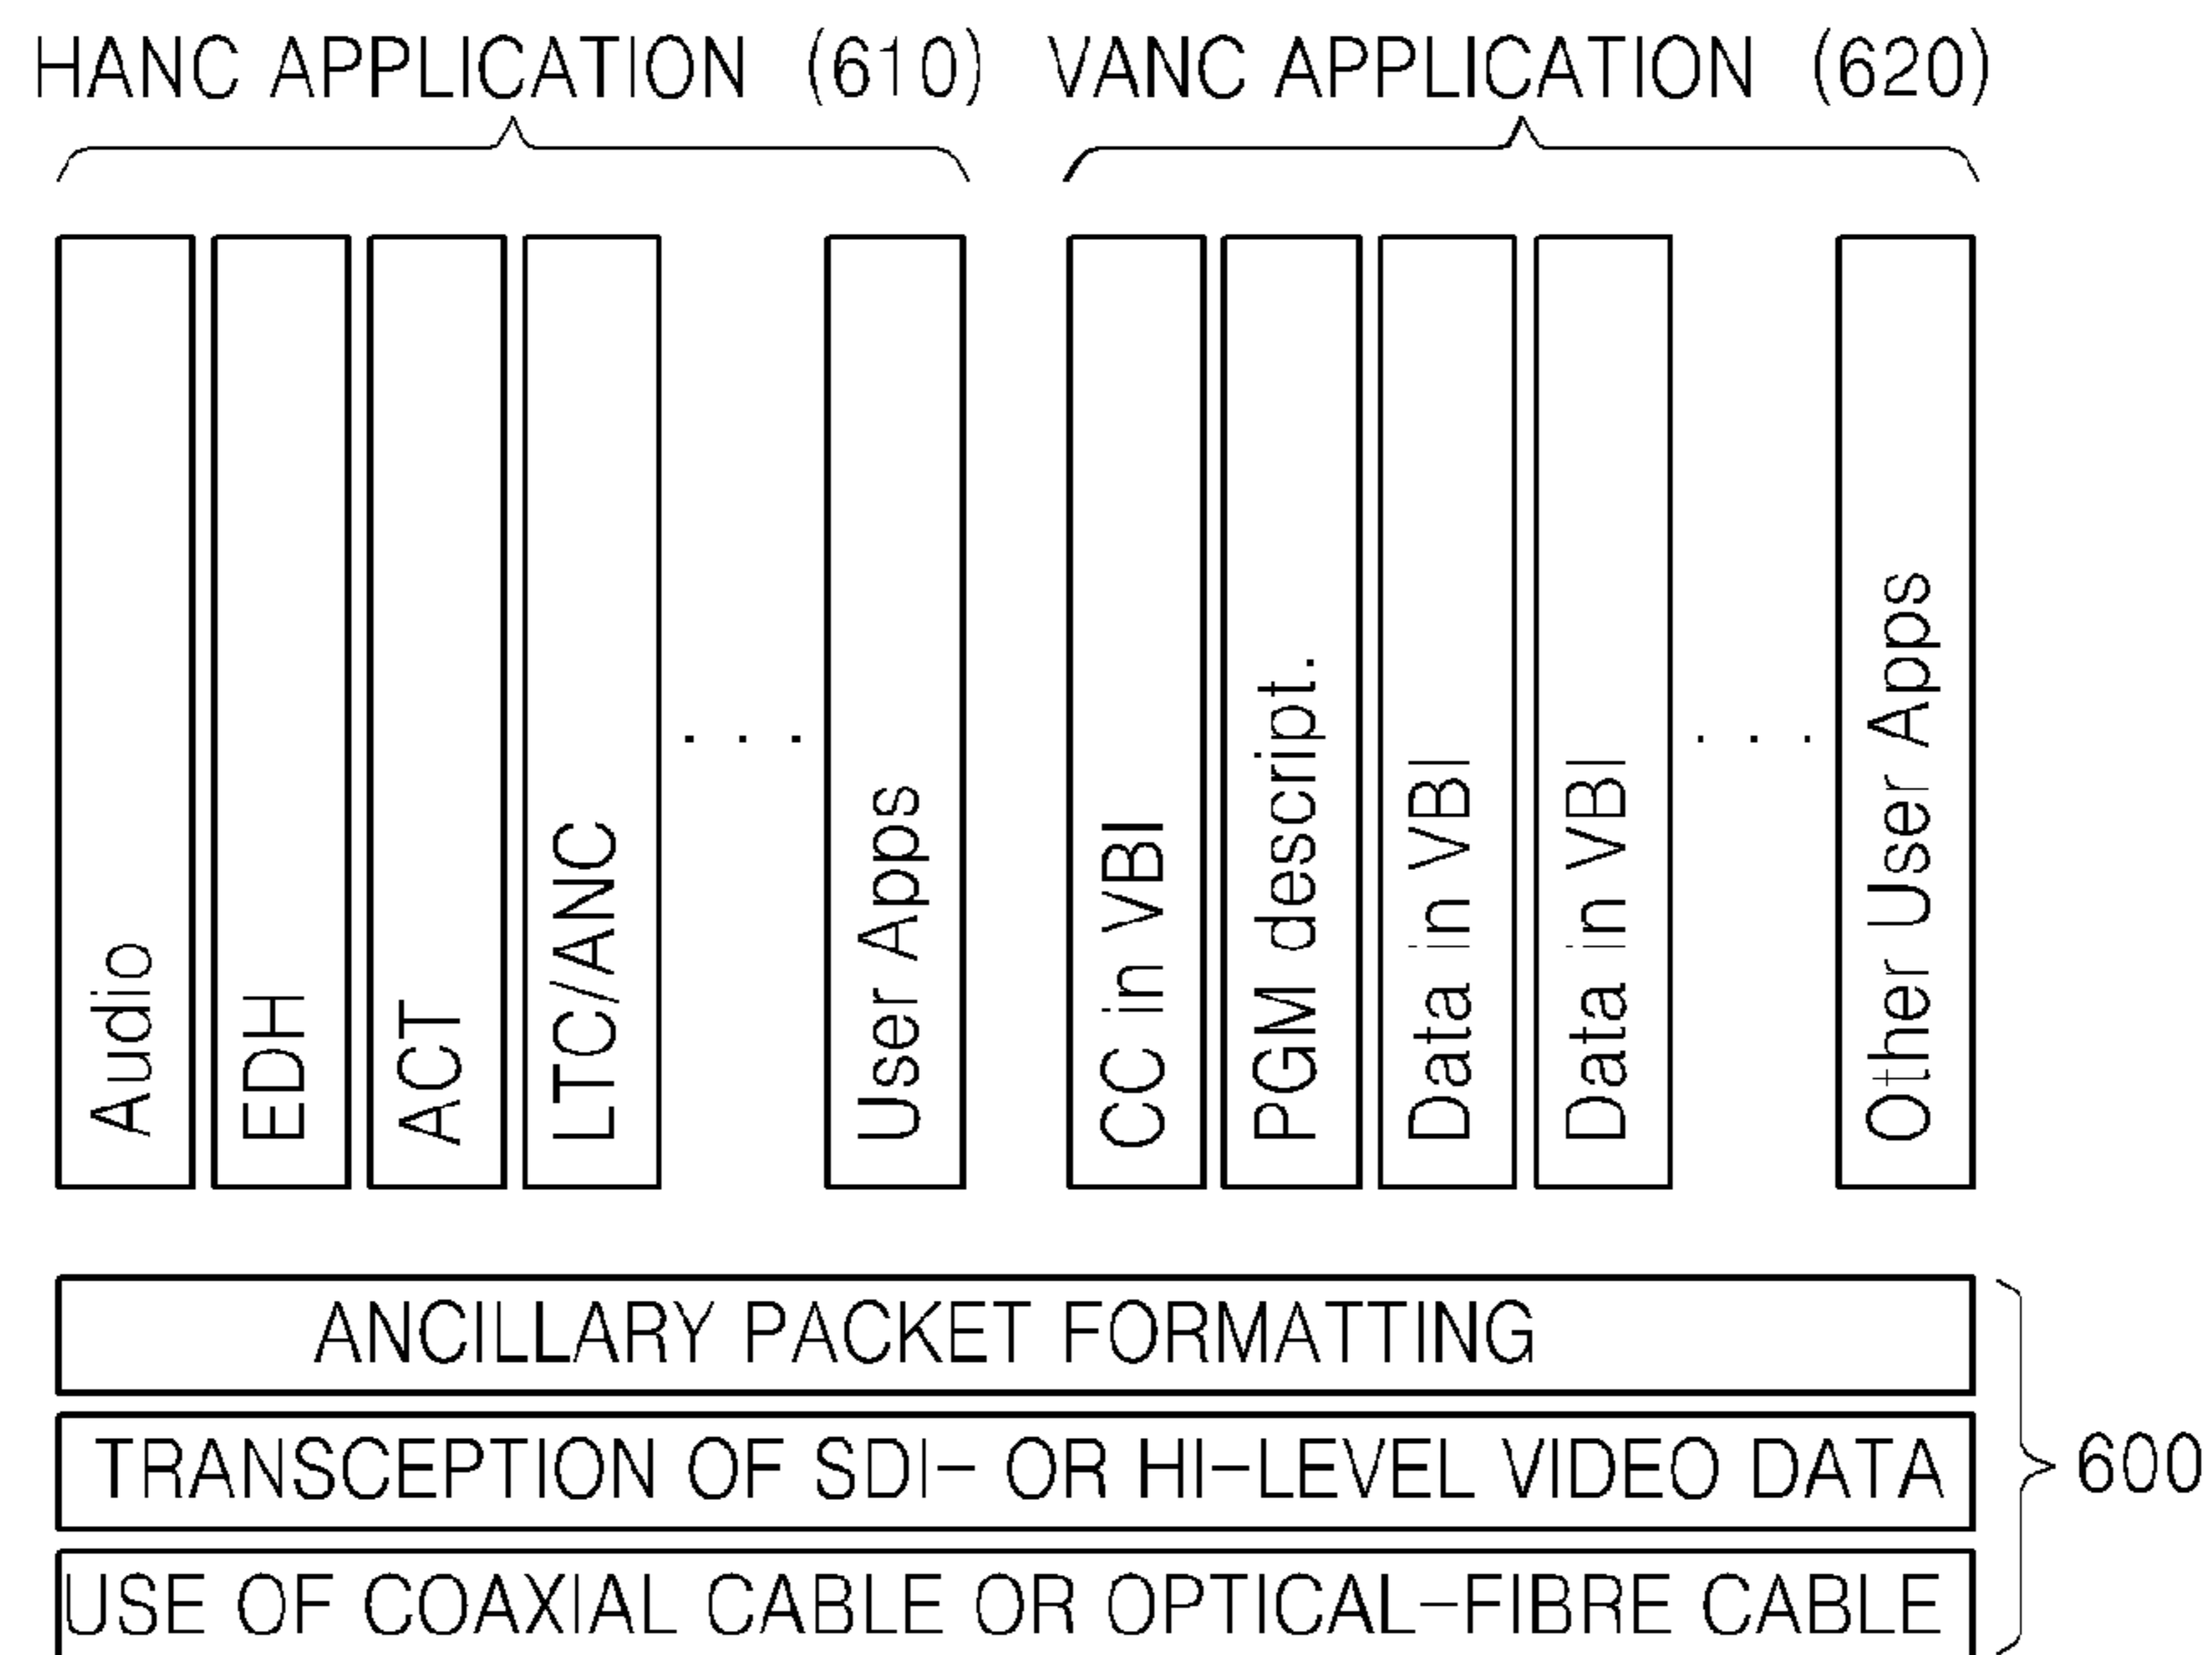 HANC APPLICATION (610) VANC APPLICATION (620)
Audio
EDH
ACT
LTC/ANC
. . .
User Apps
CC in VBI
PGM descript.
Data in VBI
Data in VBI
. . .
Other User Apps
ANCILLARY PACKET FORMATTING
TRANSCEPTION OF SDI- OR HI-LEVEL VIDEO DATA
USE OF COAXIAL CABLE OR OPTICAL-FIBRE CABLE
600